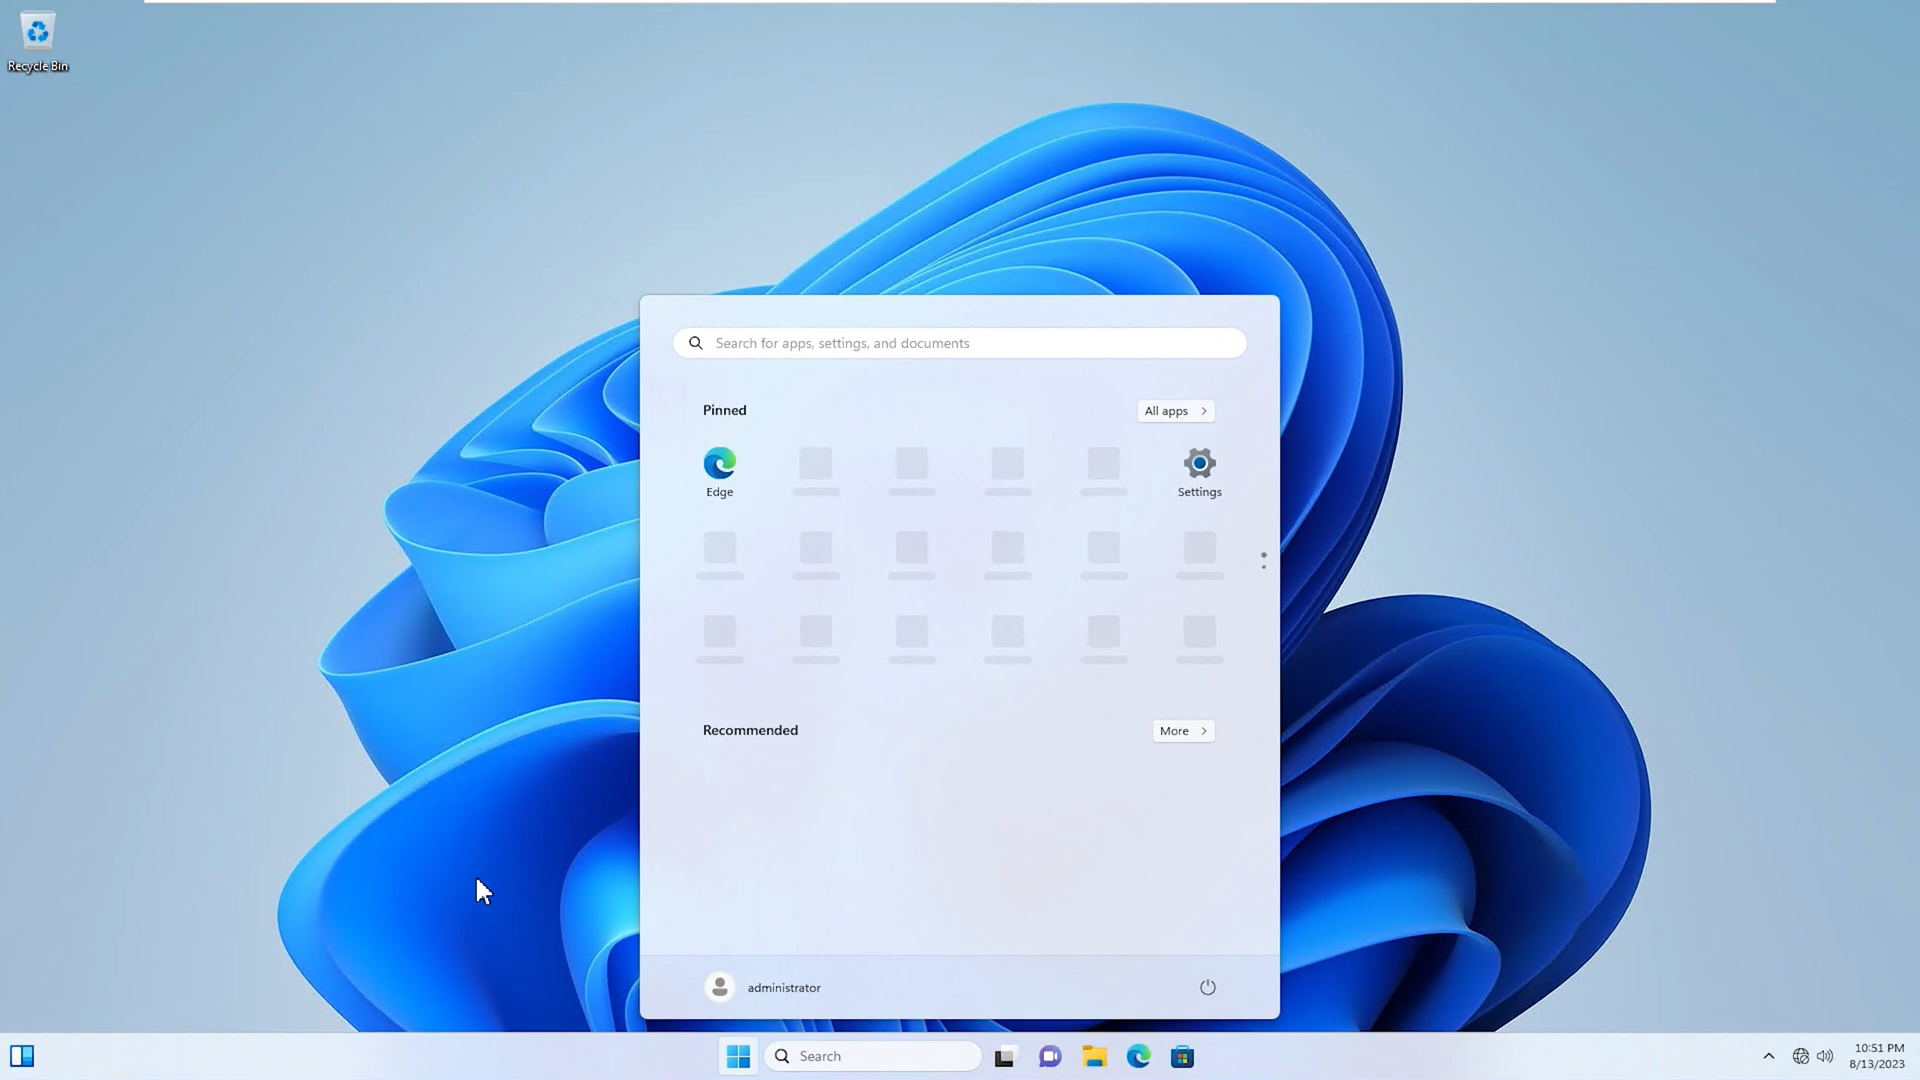 Recycle Bin
Search for apps, settings, and documents
Pinned
All apps
Edge
Settings
Recommended
More
administrator
Search
10:51 PM
8/13/2023